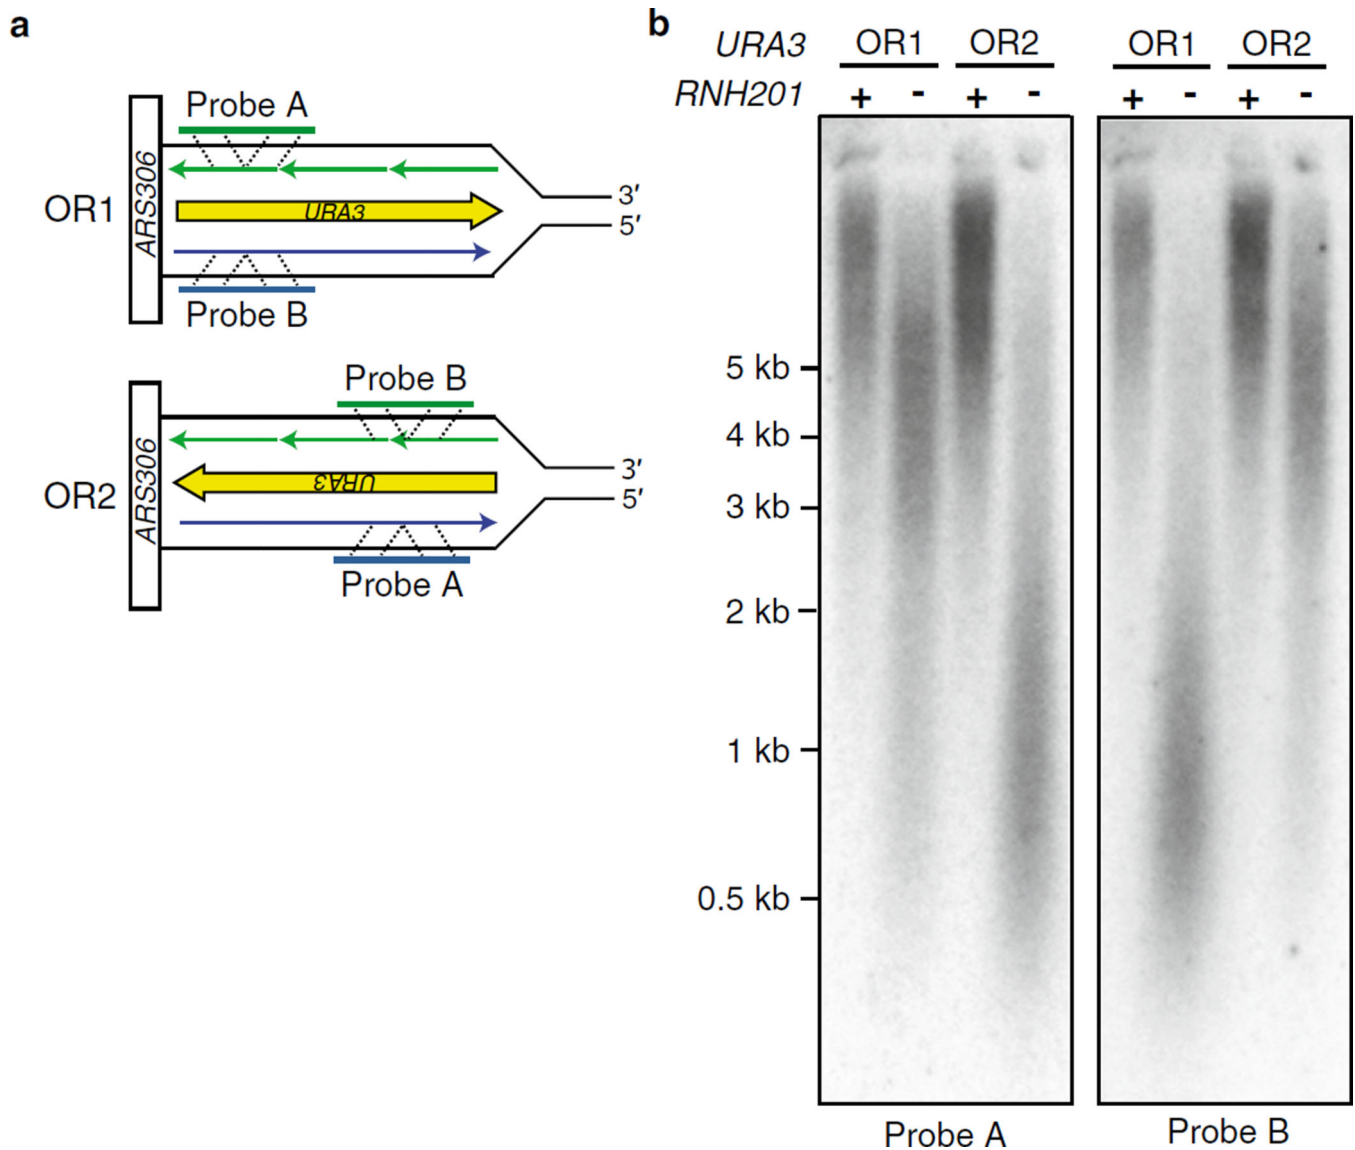 a
Probe A
ARS306
OR1
URA3
3′
5′
Probe B
Probe B
ARS306
OR2
URA3
3′
5′
Probe A
b
URA3 OR1 OR2 OR1 OR2
RNH201 + - + - + - + -
5 kb
4 kb
3 kb
2 kb
1 kb
0.5 kb
Probe A Probe B